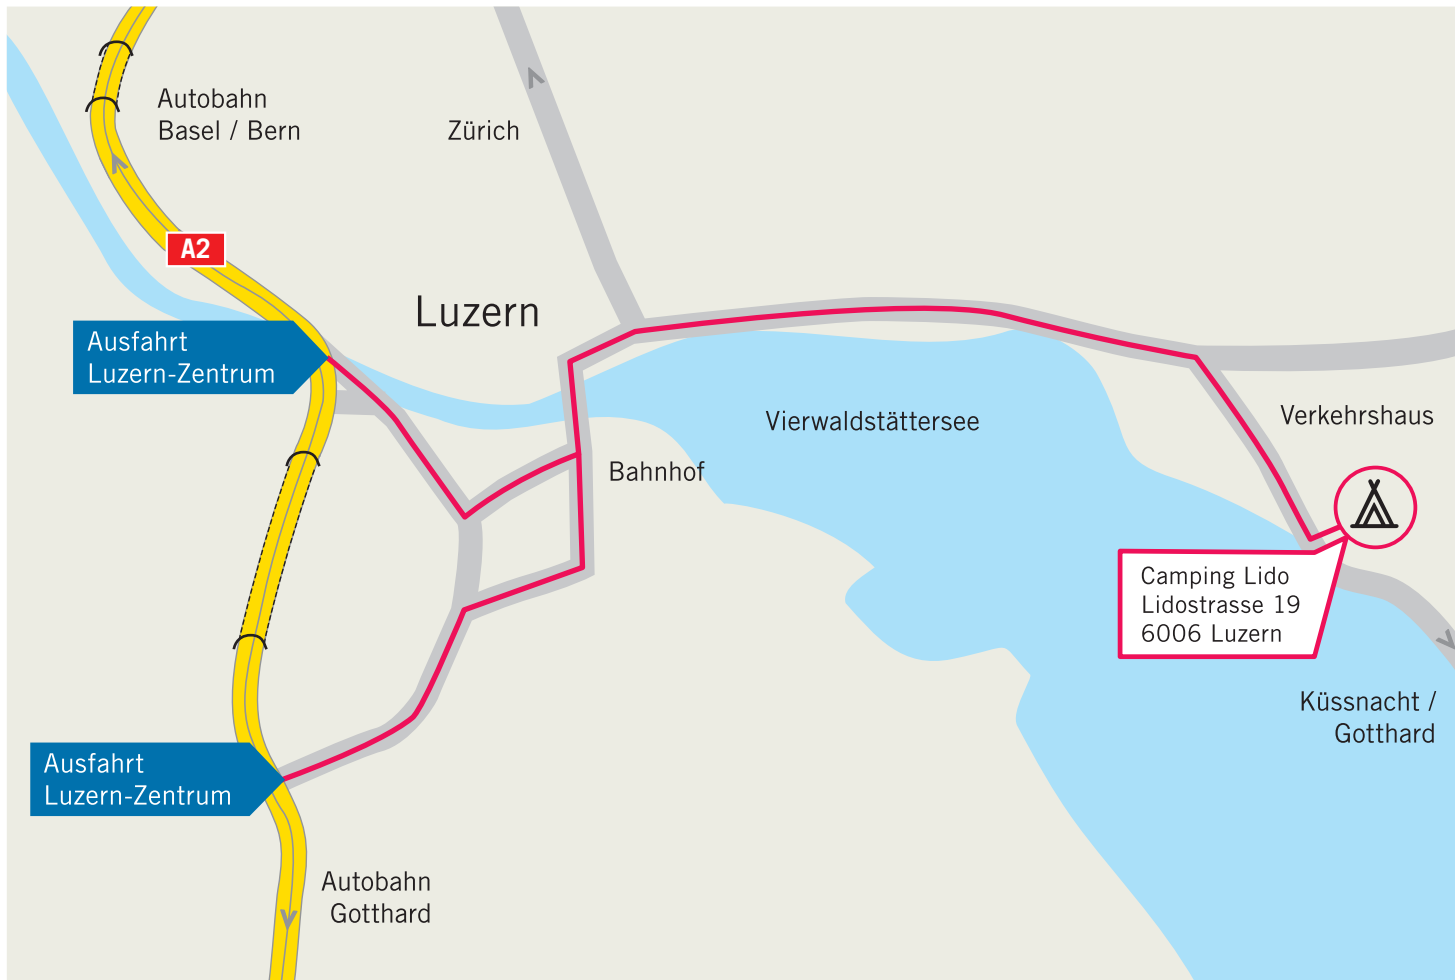 Autobahn
Basel / Bern
Zürich
A2
Luzern
Ausfahrt
Luzern-Zentrum
Vierwaldstättersee
Verkehrshaus
Bahnhof
Camping Lido
Lidostrasse 19
6006 Luzern
Küssnacht /
Gotthard
Ausfahrt
Luzern-Zentrum
Autobahn
Gotthard